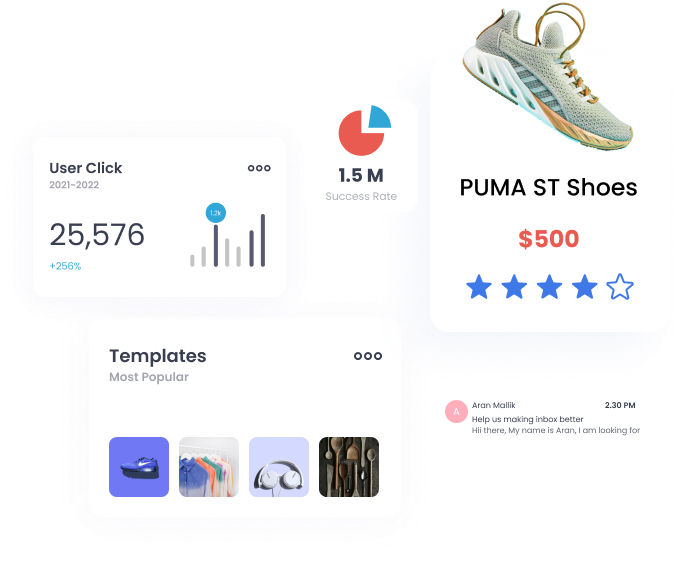 User Click
2021-2022
25,576
+256%
1.2k
1.5 M
Success Rate
PUMA ST Shoes
$500
Templates
Most Popular
A
Aran Mallik
2.30 PM
Help us making inbox better
Hii there, My name is Aran, I am looking for